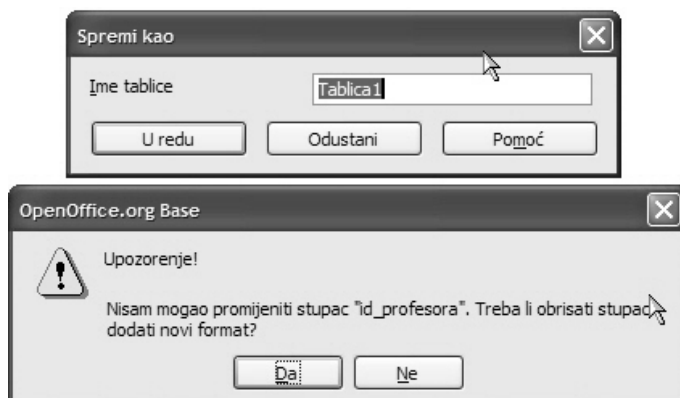 Spremi kao
Ime tablice
Tablica1
U redu Odustani Pomoć
OpenOffice.org Base
Upozorenje!
Nisam mogao promijeniti stupac "id_profesora". Treba li obrisati stupac
dodati novi format?
Da Ne